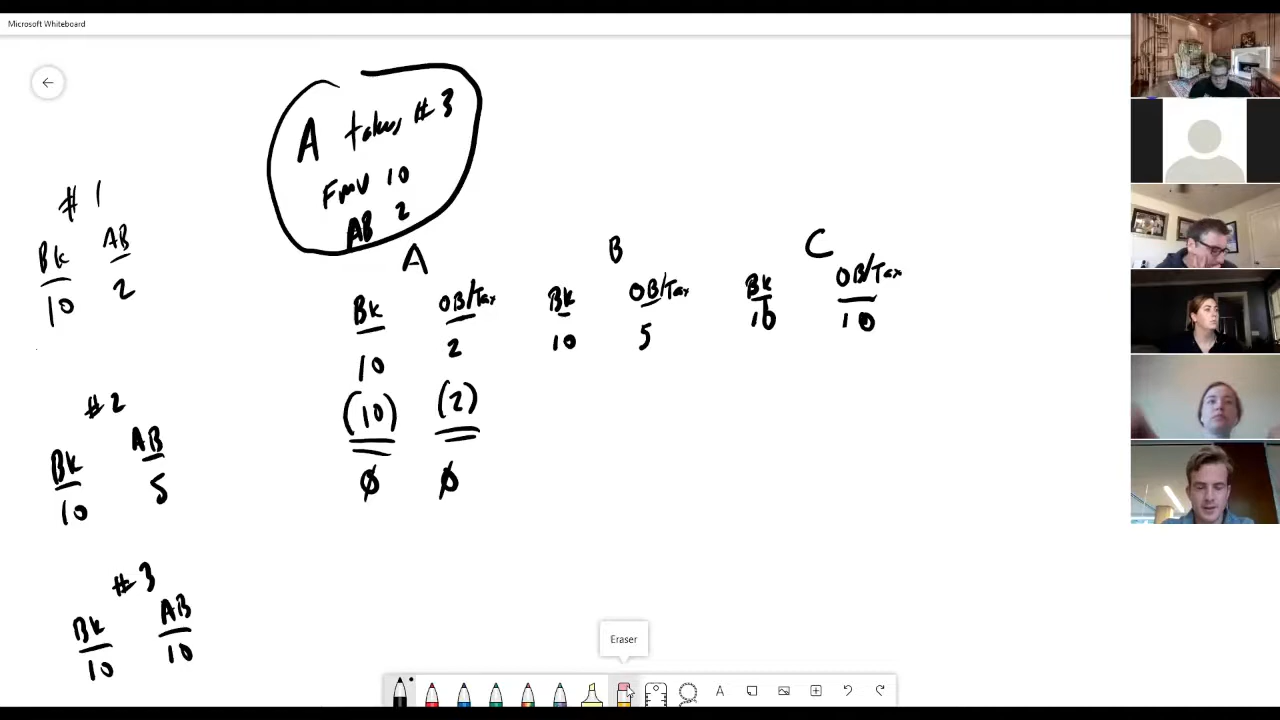 Microsoft Whiteboard
A takes #3
FMV 10
AB 2
#1
Bk AB
10 2
#2
Bk AB
10 5
#3
Bk AB
10 10
A
Bk OB/Tax
10 2
(10) (2)
∅ ∅
B
Bk OB/Tax
10 5
C
Bk OB/Tax
10 10
Eraser
A